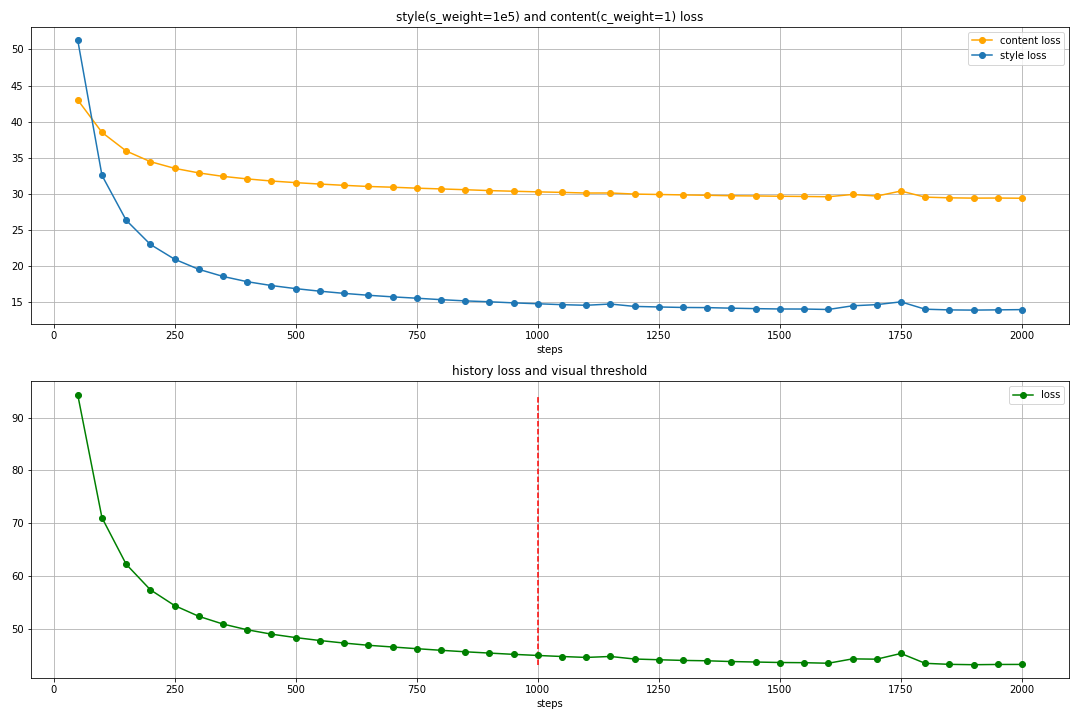 style(s_weight=1e5) and content(c_weight=1) loss
content loss
style loss
50
45
40
35
30
25
20
15
0 250 500 750 1000 1250 1500 1750 2000
steps
history loss and visual threshold
loss
90
80
70
60
50
0 250 500 750 1000 1250 1500 1750 2000
steps